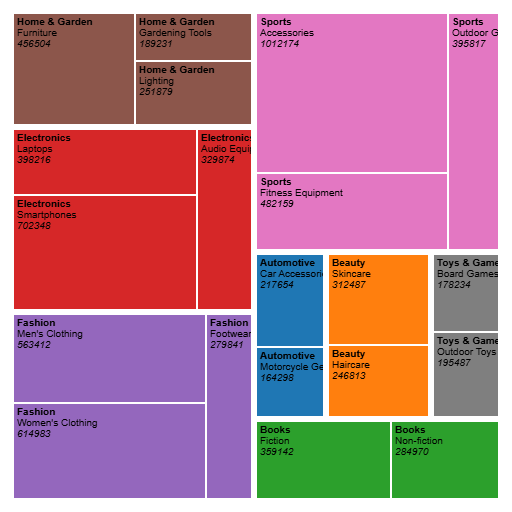 Home & Garden
Furniture
456504
Home & Garden
Gardening Tools
189231
Home & Garden
Lighting
251879
Electronics
Laptops
398216
Electronics
Audio Equi
329874
Electronics
Smartphones
702348
Fashion
Men's Clothing
563412
Fashion
Footwear
279841
Fashion
Women's Clothing
614983
Sports
Accessories
1012174
Sports
Outdoor G
395817
Sports
Fitness Equipment
482159
Automotive
Car Accessori
217654
Automotive
Motorcycle Ge
164298
Beauty
Skincare
312487
Beauty
Haircare
246813
Toys & Game
Board Games
178234
Toys & Game
Outdoor Toys
195487
Books
Fiction
359142
Books
Non-fiction
284970